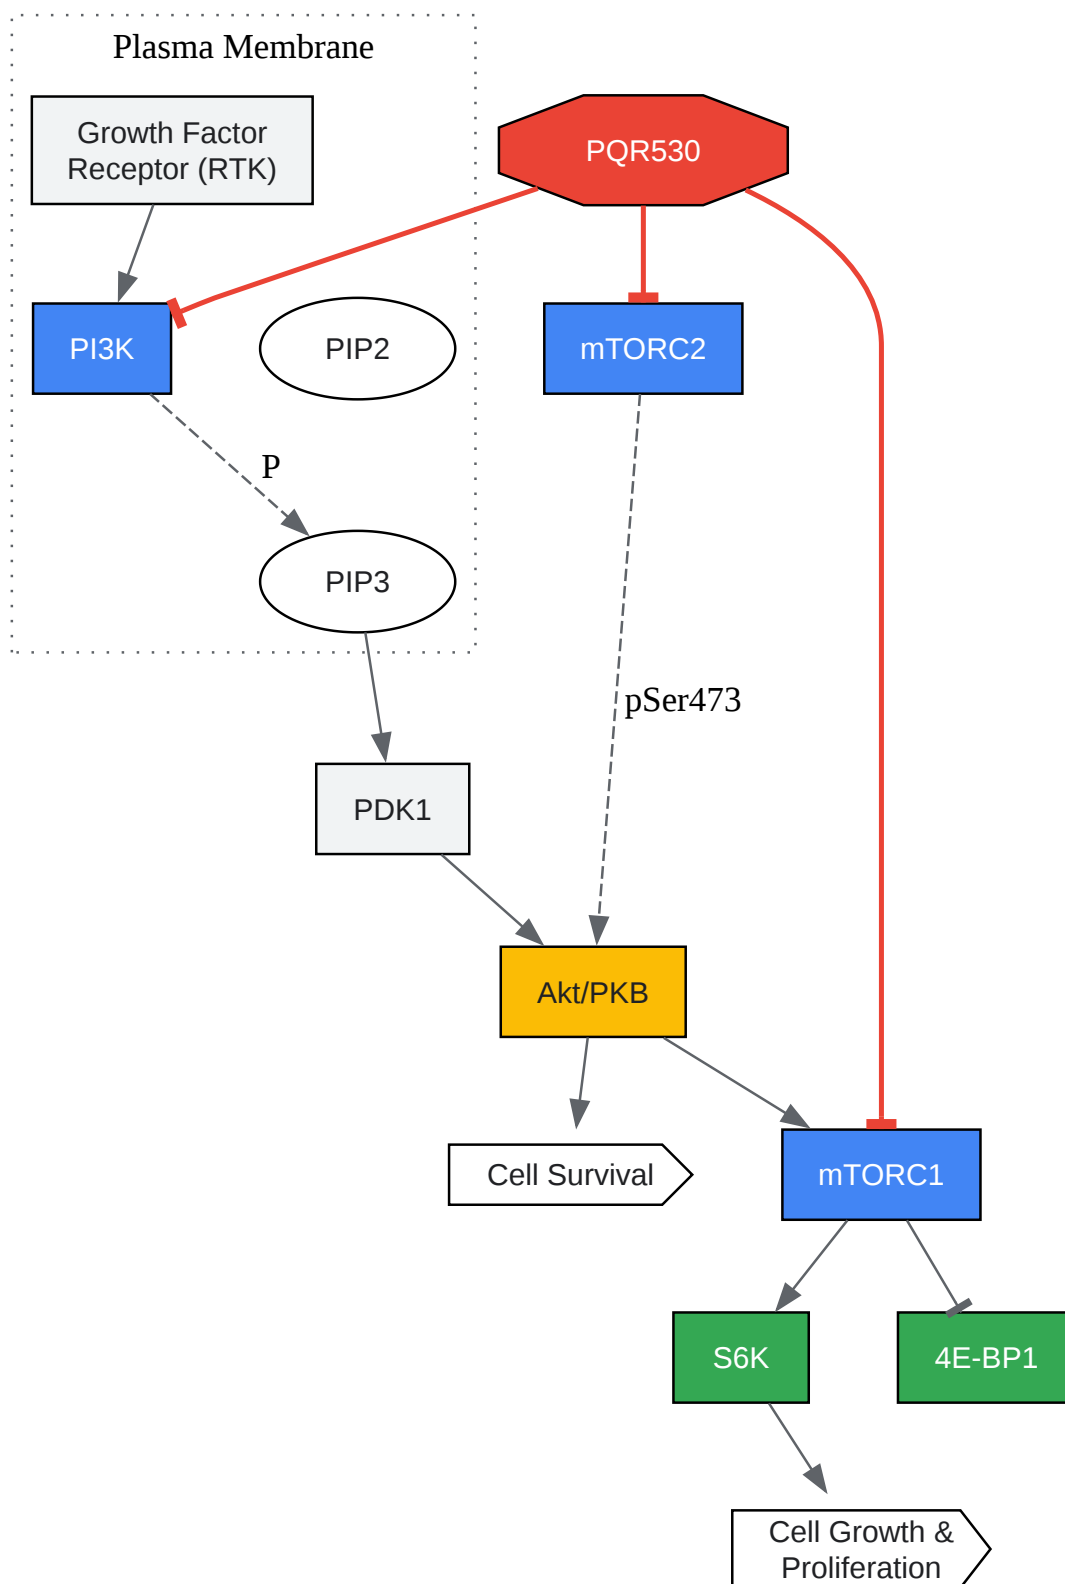 Plasma Membrane
Growth Factor
Receptor (RTK)
PQR530
PI3K
PIP2
mTORC2
P
PIP3
pSer473
PDK1
Akt/PKB
Cell Survival
mTORC1
S6K
4E-BP1
Cell Growth &
Proliferation